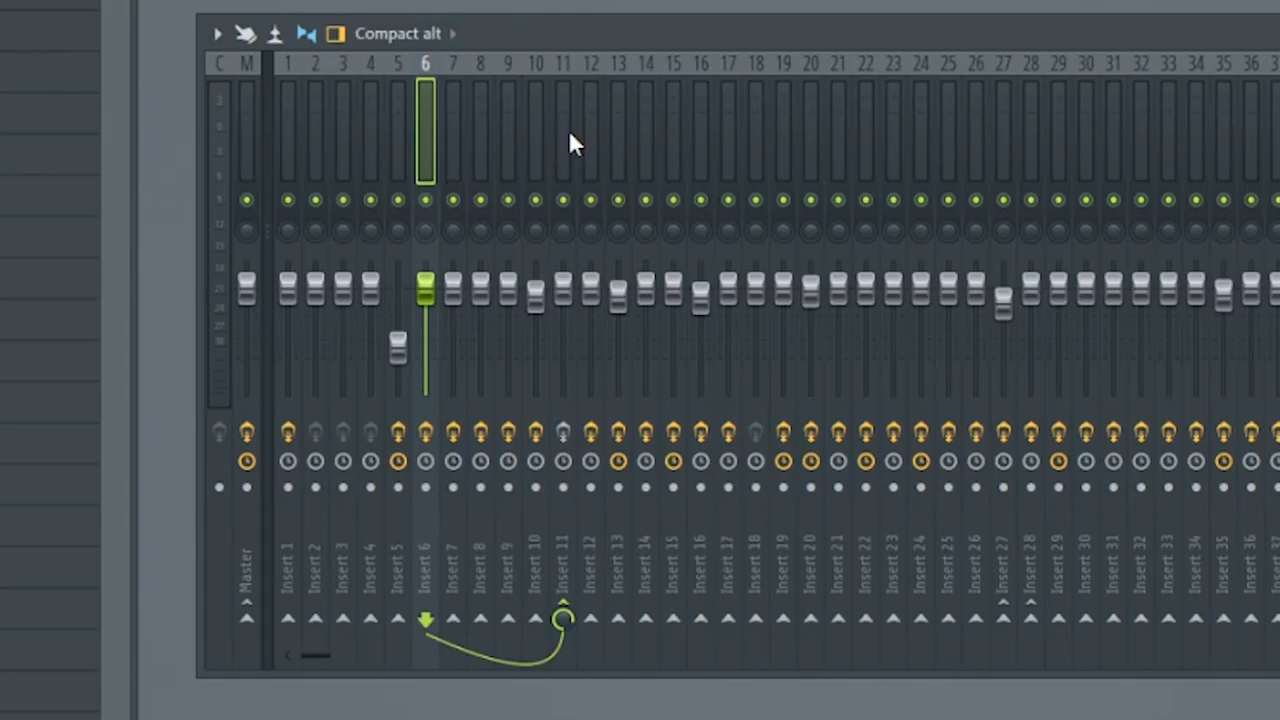 Compact alt
C M 1 2 3 4 5 6 7 8 9 10 11 12 13 14 15 16 17 18 19 20 21 22 23 24 25 26 27 28 29 30 31 32 33 34 35 36
Master Insert 1 Insert 2 Insert 3 Insert 4 Insert 5 Insert 6 Insert 7 Insert 8 Insert 9 Insert 10 Insert 11 Insert 12 Insert 13 Insert 14 Insert 15 Insert 16 Insert 17 Insert 18 Insert 19 Insert 20 Insert 21 Insert 22 Insert 23 Insert 24 Insert 25 Insert 26 Insert 27 Insert 28 Insert 29 Insert 30 Insert 31 Insert 32 Insert 33 Insert 34 Insert 35 Insert 36